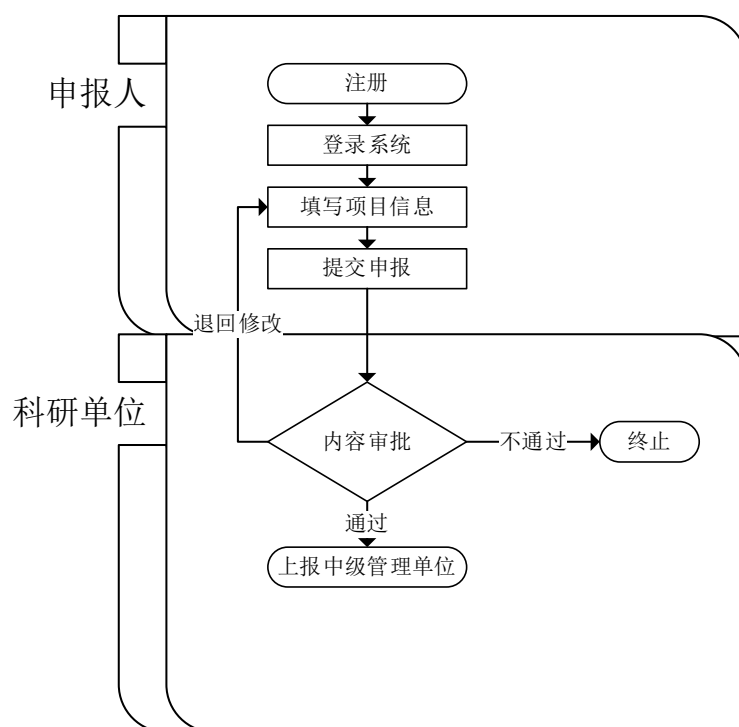 申报人
注册
登录系统
填写项目信息
提交申报
退回修改
科研单位
内容审批
不通过
终止
通过
上报中级管理单位